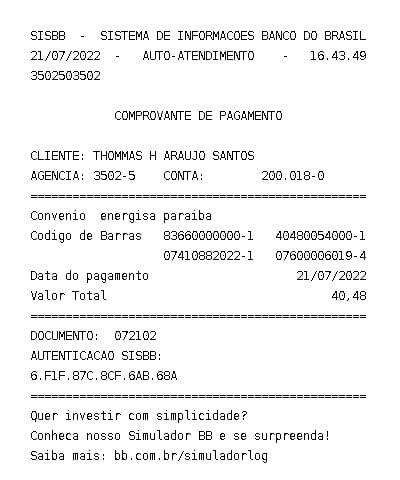 SISBB - SISTEMA DE INFORMACOES BANCO DO BRASIL
21/07/2022 - AUTO-ATENDIMENTO - 16.43.49
3502503502
COMPROVANTE DE PAGAMENTO
CLIENTE: THOMMAS H ARAUJO SANTOS
AGENCIA: 3502-5 CONTA: 200.018-0
================================================
Convenio energisa paraiba
Codigo de Barras 83660000000-1 40480054000-1
07410882022-1 07600006019-4
Data do pagamento 21/07/2022
Valor Total 40,48
================================================
DOCUMENTO: 072102
AUTENTICACAO SISBB:
6.F1F.87C.8CF.6AB.68A
================================================
Quer investir com simplicidade?
Conheca nosso Simulador BB e se surpreenda!
Saiba mais: bb.com.br/simuladorlog